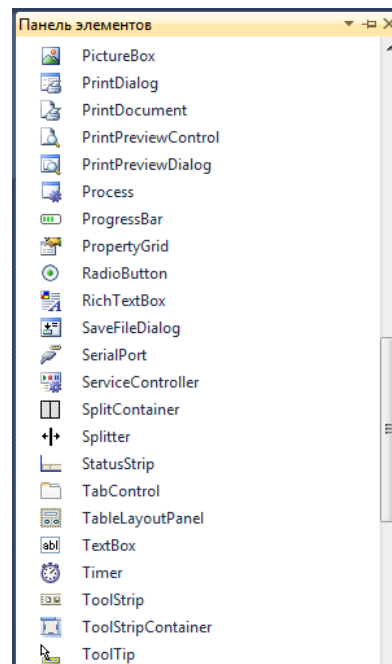 Панель элементов
PictureBox
PrintDialog
PrintDocument
PrintPreviewControl
PrintPreviewDialog
Process
ProgressBar
PropertyGrid
RadioButton
RichTextBox
SaveFileDialog
SerialPort
ServiceController
SplitContainer
Splitter
StatusStrip
TabControl
TableLayoutPanel
abl TextBox
Timer
ToolStrip
ToolStripContainer
ToolTip